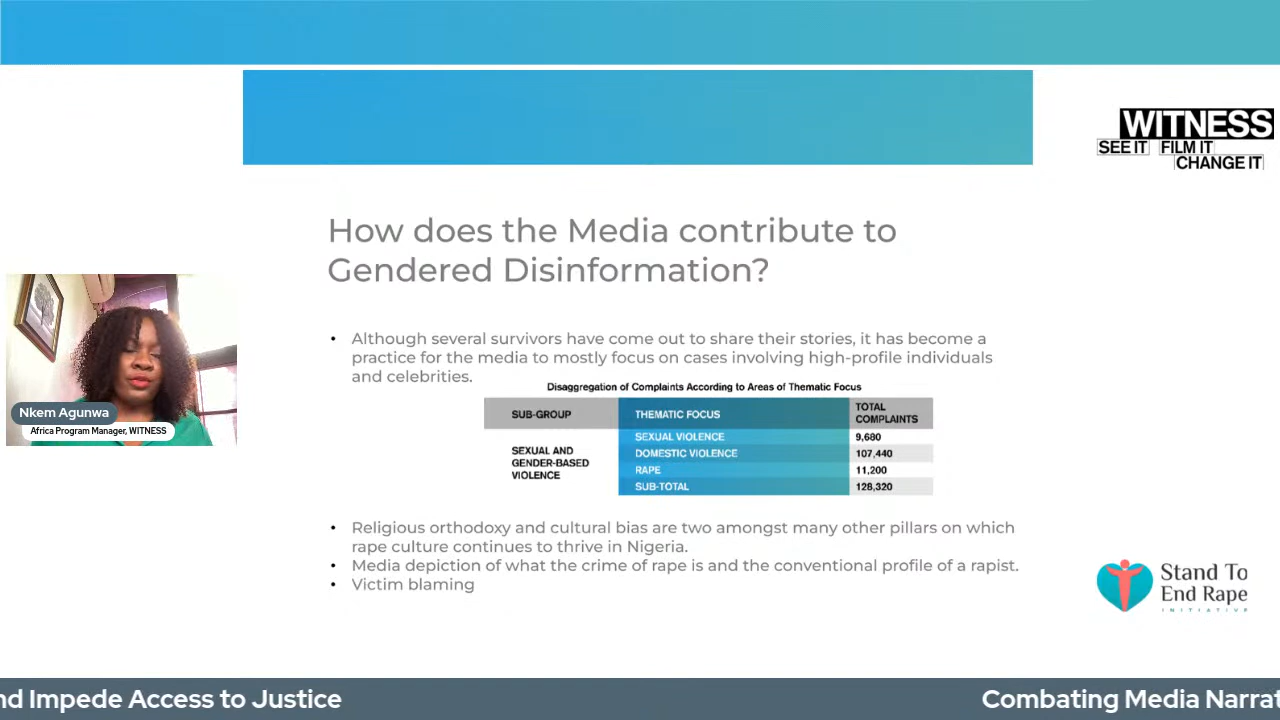 WITNESS
SEE IT FILM IT
CHANGE IT
How does the Media contribute to
Gendered Disinformation?
• Although several survivors have come out to share their stories, it has become a
practice for the media to mostly focus on cases involving high-profile individuals
and celebrities.
Disaggregation of Complaints According to Areas of Thematic Focus
SUB-GROUP THEMATIC FOCUS TOTAL COMPLAINTS
SEXUAL AND GENDER-BASED VIOLENCE
SEXUAL VIOLENCE 9,680
DOMESTIC VIOLENCE 107,440
RAPE 11,200
SUB-TOTAL 128,320
• Religious orthodoxy and cultural bias are two amongst many other pillars on which
rape culture continues to thrive in Nigeria.
• Media depiction of what the crime of rape is and the conventional profile of a rapist.
• Victim blaming
Nkem Agunwa
Africa Program Manager, WITNESS
Stand To
End Rape
INITIATIVE
nd Impede Access to Justice
Combating Media Narrat